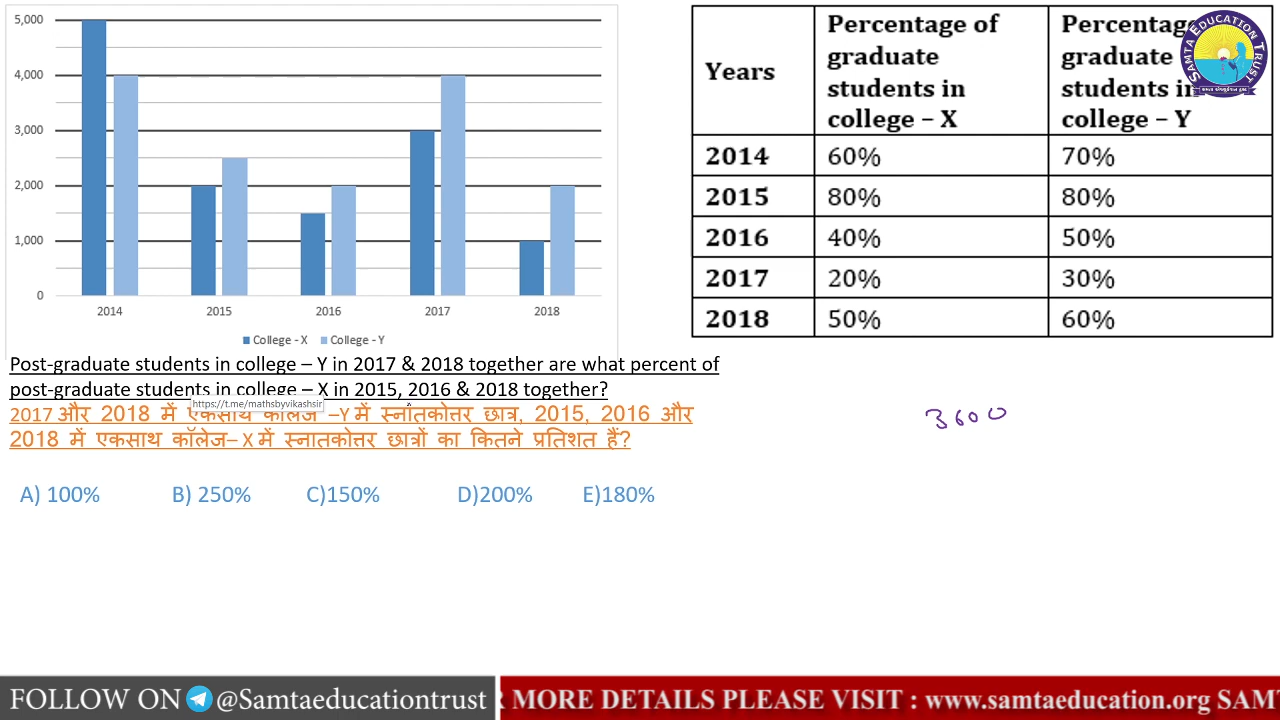 5,000
4,000
3,000
2,000
1,000
0
2014 2015 2016 2017 2018
College - X College - Y
Years Percentage of graduate students in college – X Percentage graduate students in college – Y
2014 60% 70%
2015 80% 80%
2016 40% 50%
2017 20% 30%
2018 50% 60%
SAMTA EDUCATION TRUST
Post-graduate students in college – Y in 2017 & 2018 together are what percent of
post-graduate students in college – X in 2015, 2016 & 2018 together?
https://t.me/mathsbyvikashsir
2017 और 2018 में एकसाथ कॉलेज –Y में स्नातकोत्तर छात्र, 2015, 2016 और
2018 में एकसाथ कॉलेज– X में स्नातकोत्तर छात्रों का कितने प्रतिशत हैं?
3600
A) 100% B) 250% C)150% D)200% E)180%
FOLLOW ON @Samtaeducationtrust
MORE DETAILS PLEASE VISIT : www.samtaeducation.org